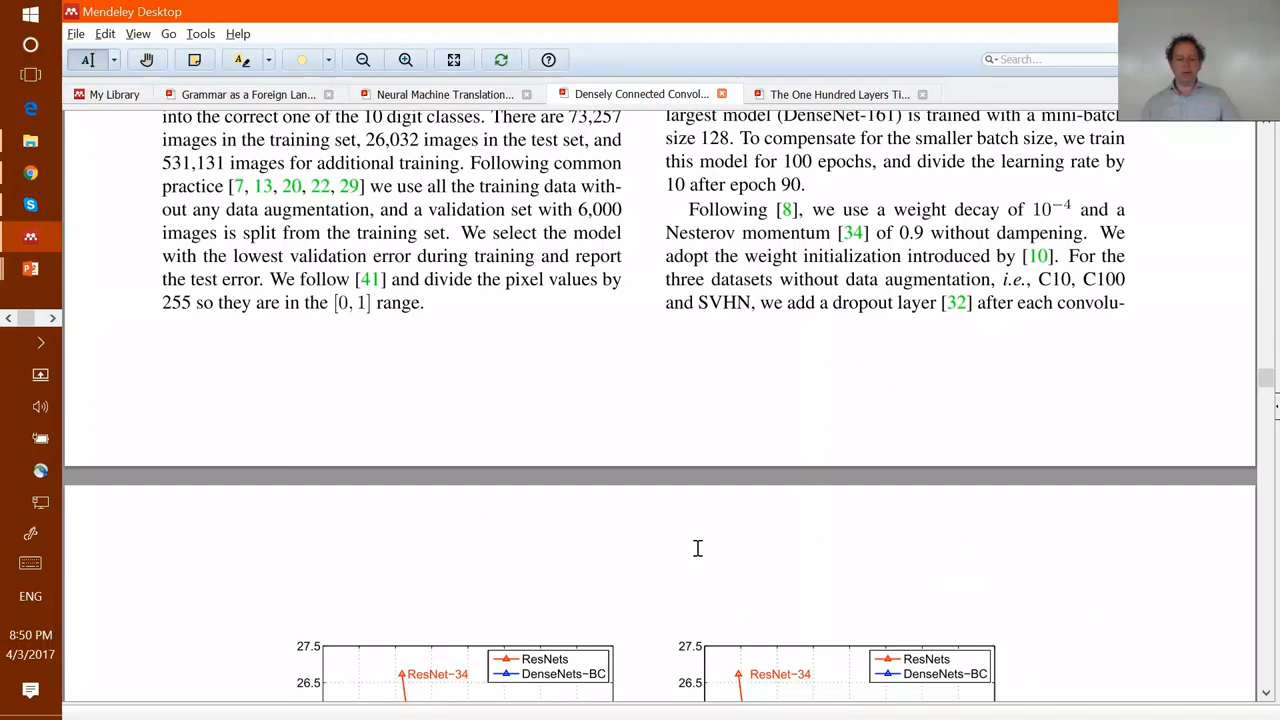 Mendeley Desktop
File Edit View Go Tools Help
Search...
My Library
Grammar as a Foreign Lan...
Neural Machine Translation...
Densely Connected Convol...
The One Hundred Layers Ti...
into the correct one of the 10 digit classes. There are 73,257
images in the training set, 26,032 images in the test set, and
531,131 images for additional training. Following common
practice [7, 13, 20, 22, 29] we use all the training data with-
out any data augmentation, and a validation set with 6,000
images is split from the training set. We select the model
with the lowest validation error during training and report
the test error. We follow [41] and divide the pixel values by
255 so they are in the [0, 1] range.
largest model (DenseNet-161) is trained with a mini-batch
size 128. To compensate for the smaller batch size, we train
this model for 100 epochs, and divide the learning rate by
10 after epoch 90.
Following [8], we use a weight decay of 10⁻⁴ and a
Nesterov momentum [34] of 0.9 without dampening. We
adopt the weight initialization introduced by [10]. For the
three datasets without data augmentation, i.e., C10, C100
and SVHN, we add a dropout layer [32] after each convolu-
27.5
26.5
ResNet−34
ResNets
DenseNets−BC
27.5
26.5
ResNet−34
ResNets
DenseNets−BC
ENG
8:50 PM
4/3/2017